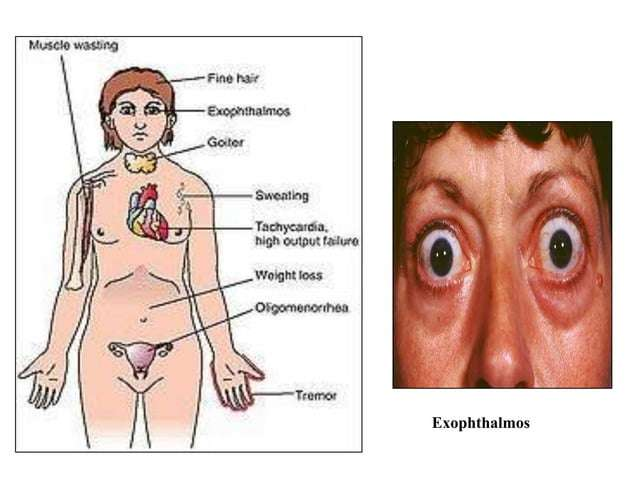 Muscle wasting
Fine hair
Exophthalmos
Goiter
Sweating
Tachycardia,
high output failure
Weight loss
Oligomenorrhea
Tremor
Exophthalmos